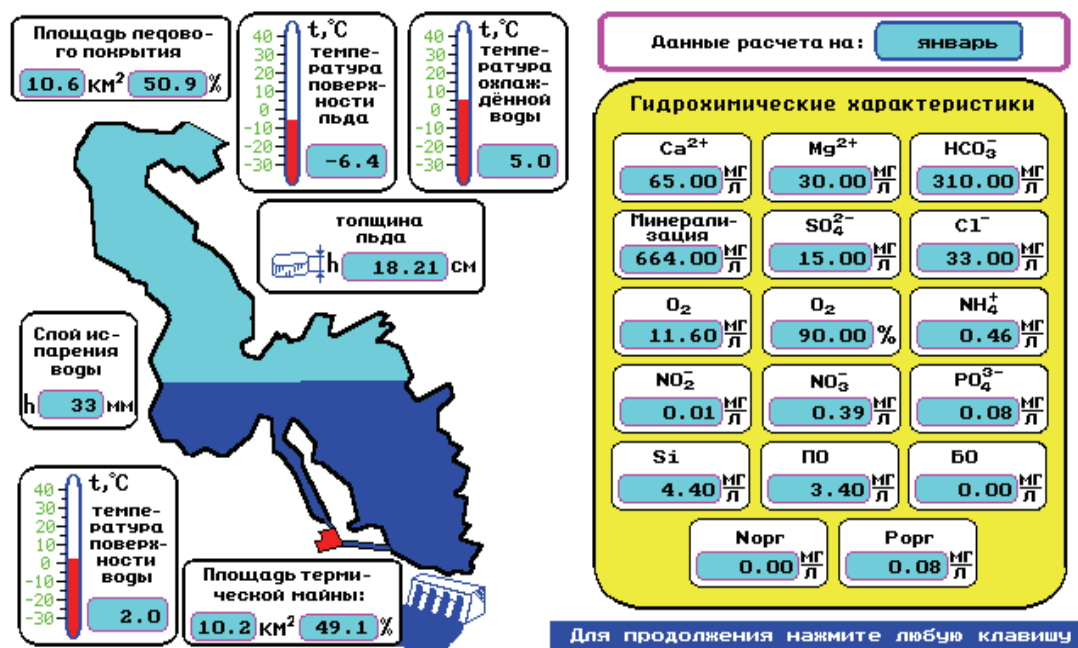 Площадь ледово-
го покрытия
10.6 км² 50.9 %
t,°C
40
30
20
10
0
-10
-20
-30
темпе-
ратура
поверх-
ности
льда
-6.4
t,°C
40
30
20
10
0
-10
-20
-30
темпе-
ратура
охлаж-
дённой
воды
5.0
толщина
льда
h 18.21 см
Слой ис-
парения
воды
h 33 мм
t,°C
40
30
20
10
0
-10
-20
-30
темпе-
ратура
поверх-
ности
воды
2.0
Площадь терми-
ческой майны:
10.2 км² 49.1 %
Данные расчета на: январь
Гидрохимические характеристики
Ca²⁺
65.00 мг/л
Mg²⁺
30.00 мг/л
HCO₃⁻
310.00 мг/л
Минерали-
зация
664.00 мг/л
SO₄²⁻
15.00 мг/л
Cl⁻
33.00 мг/л
O₂
11.60 мг/л
O₂
90.00 %
NH₄⁺
0.46 мг/л
NO₂⁻
0.01 мг/л
NO₃⁻
0.39 мг/л
PO₄³⁻
0.08 мг/л
Si
4.40 мг/л
ПО
3.40 мг/л
БО
0.00 мг/л
Nорг
0.00 мг/л
Pорг
0.08 мг/л
Для продолжения нажмите любую клавишу